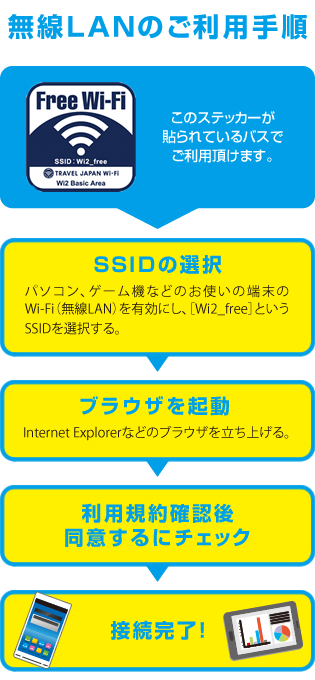 無線LANのご利用手順
Free Wi-Fi
SSID:Wi2_free
TRAVEL JAPAN Wi-Fi
Wi2 Basic Area
このステッカーが
貼られているバスで
ご利用頂けます。
SSIDの選択
パソコン、ゲーム機などのお使いの端末の
Wi-Fi(無線LAN)を有効にし、[Wi2_free]という
SSIDを選択する。
ブラウザを起動
Internet Explorerなどのブラウザを立ち上げる。
利用規約確認後
同意するにチェック
接続完了!